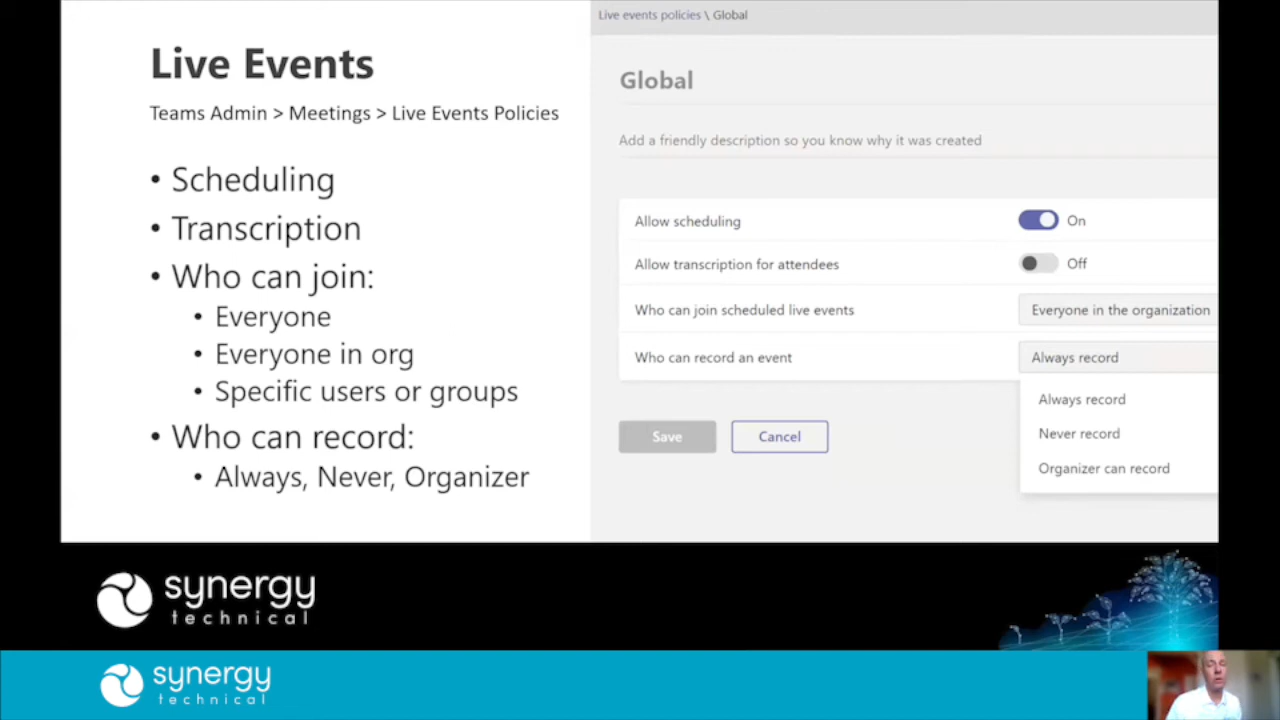 Live Events
Teams Admin > Meetings > Live Events Policies
• Scheduling
• Transcription
• Who can join:
• Everyone
• Everyone in org
• Specific users or groups
• Who can record:
• Always, Never, Organizer
Live events policies \ Global
Global
Add a friendly description so you know why it was created
Allow scheduling On
Allow transcription for attendees Off
Who can join scheduled live events Everyone in the organization
Who can record an event Always record
Always record
Never record
Organizer can record
Save Cancel
synergy
technical
synergy
technical